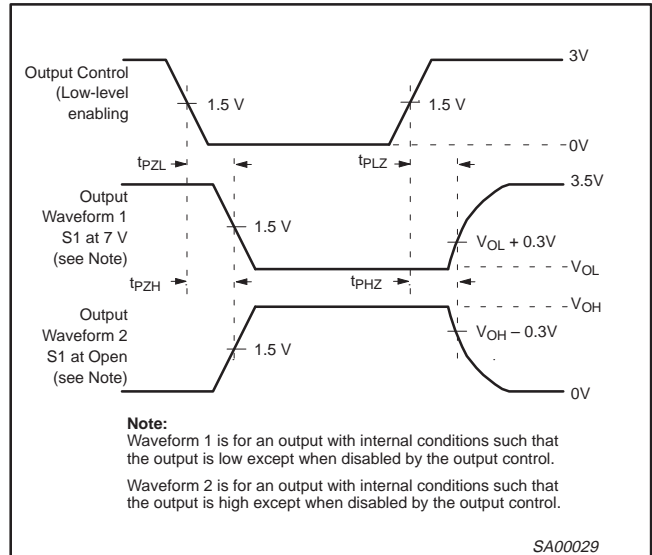 3V
Output Control
(Low-level
enabling
1.5 V
1.5 V
0V
tPZL
tPLZ
3.5V
Output
Waveform 1
S1 at 7 V
(see Note)
1.5 V
VOL + 0.3V
VOL
tPZH
tPHZ
VOH
Output
Waveform 2
S1 at Open
(see Note)
1.5 V
VOH – 0.3V
0V
Note:
Waveform 1 is for an output with internal conditions such that
the output is low except when disabled by the output control.
Waveform 2 is for an output with internal conditions such that
the output is high except when disabled by the output control.
SA00029